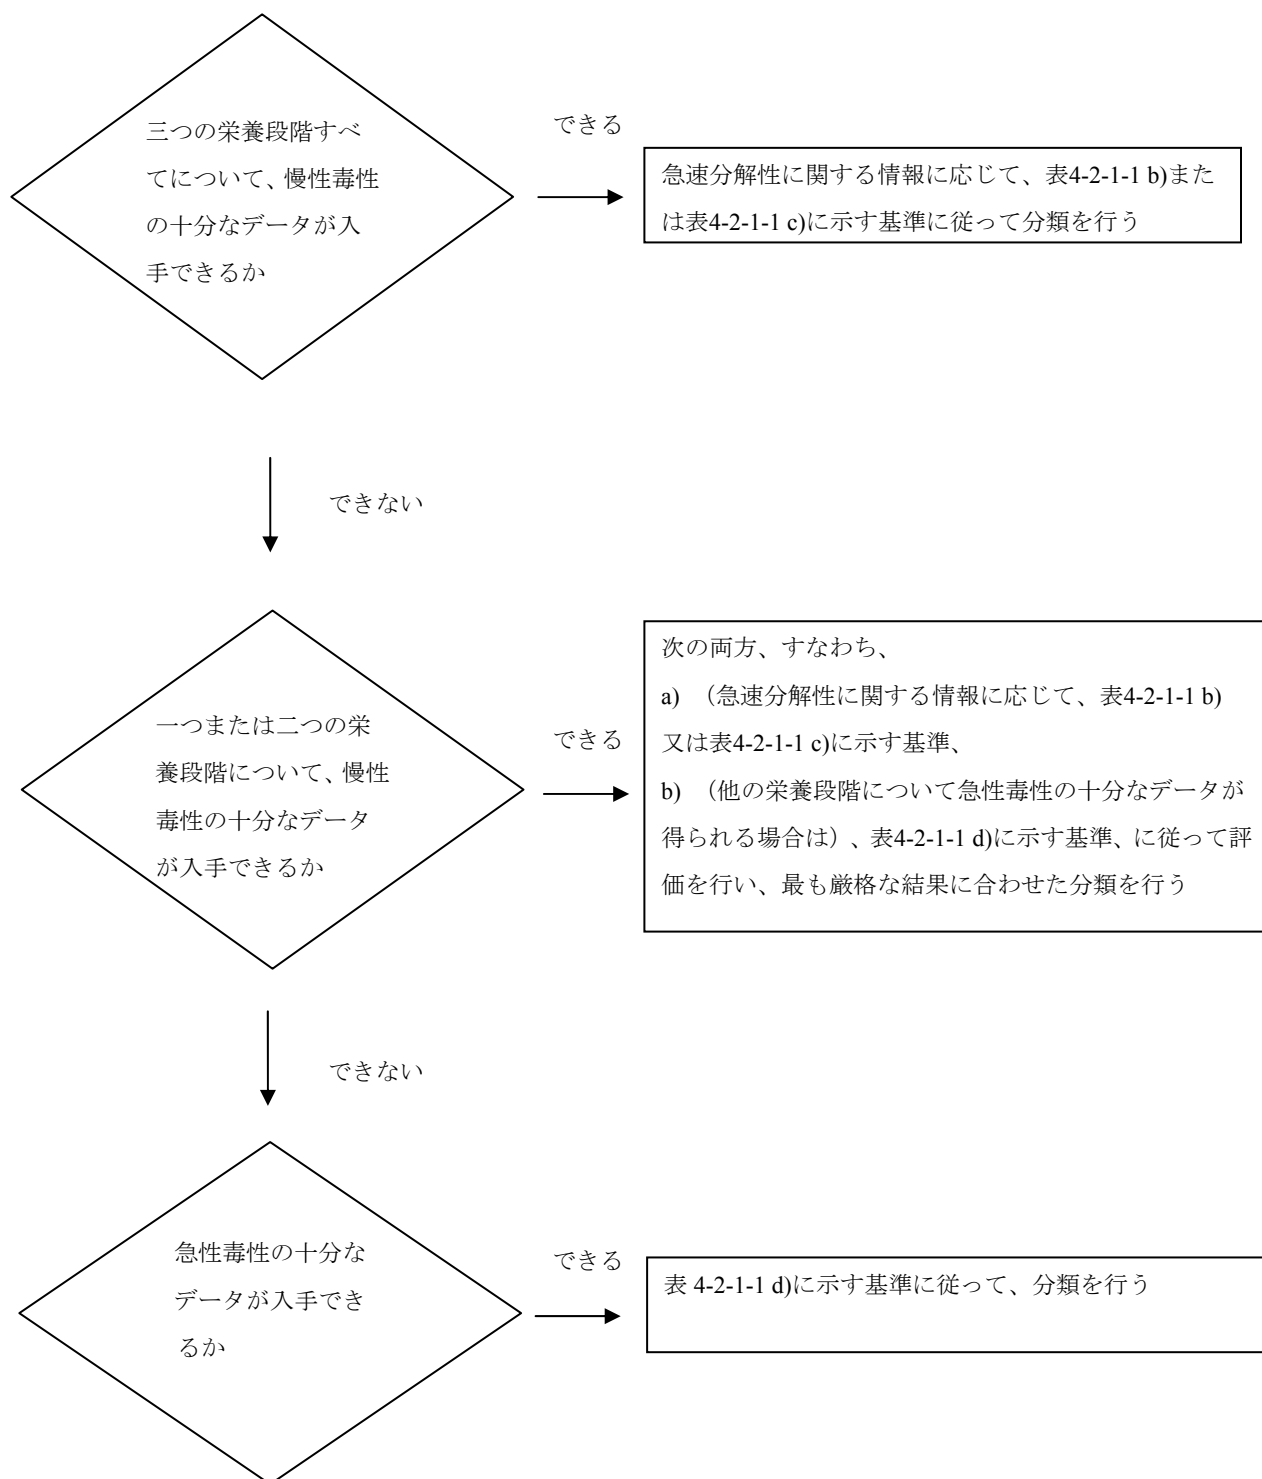 三つの栄養段階すべ
てについて、慢性毒性
の十分なデータが入
手できるか
できる
急速分解性に関する情報に応じて、表4-2-1-1 b)また
は表4-2-1-1 c)に示す基準に従って分類を行う
できない
一つまたは二つの栄
養段階について、慢性
毒性の十分なデータ
が入手できるか
できる
次の両方、すなわち、
a) （急速分解性に関する情報に応じて、表4-2-1-1 b)
又は表4-2-1-1 c)に示す基準、
b) （他の栄養段階について急性毒性の十分なデータが
得られる場合は）、表4-2-1-1 d)に示す基準、に従って評
価を行い、最も厳格な結果に合わせた分類を行う
できない
急性毒性の十分な
データが入手でき
るか
できる
表 4-2-1-1 d)に示す基準に従って、分類を行う